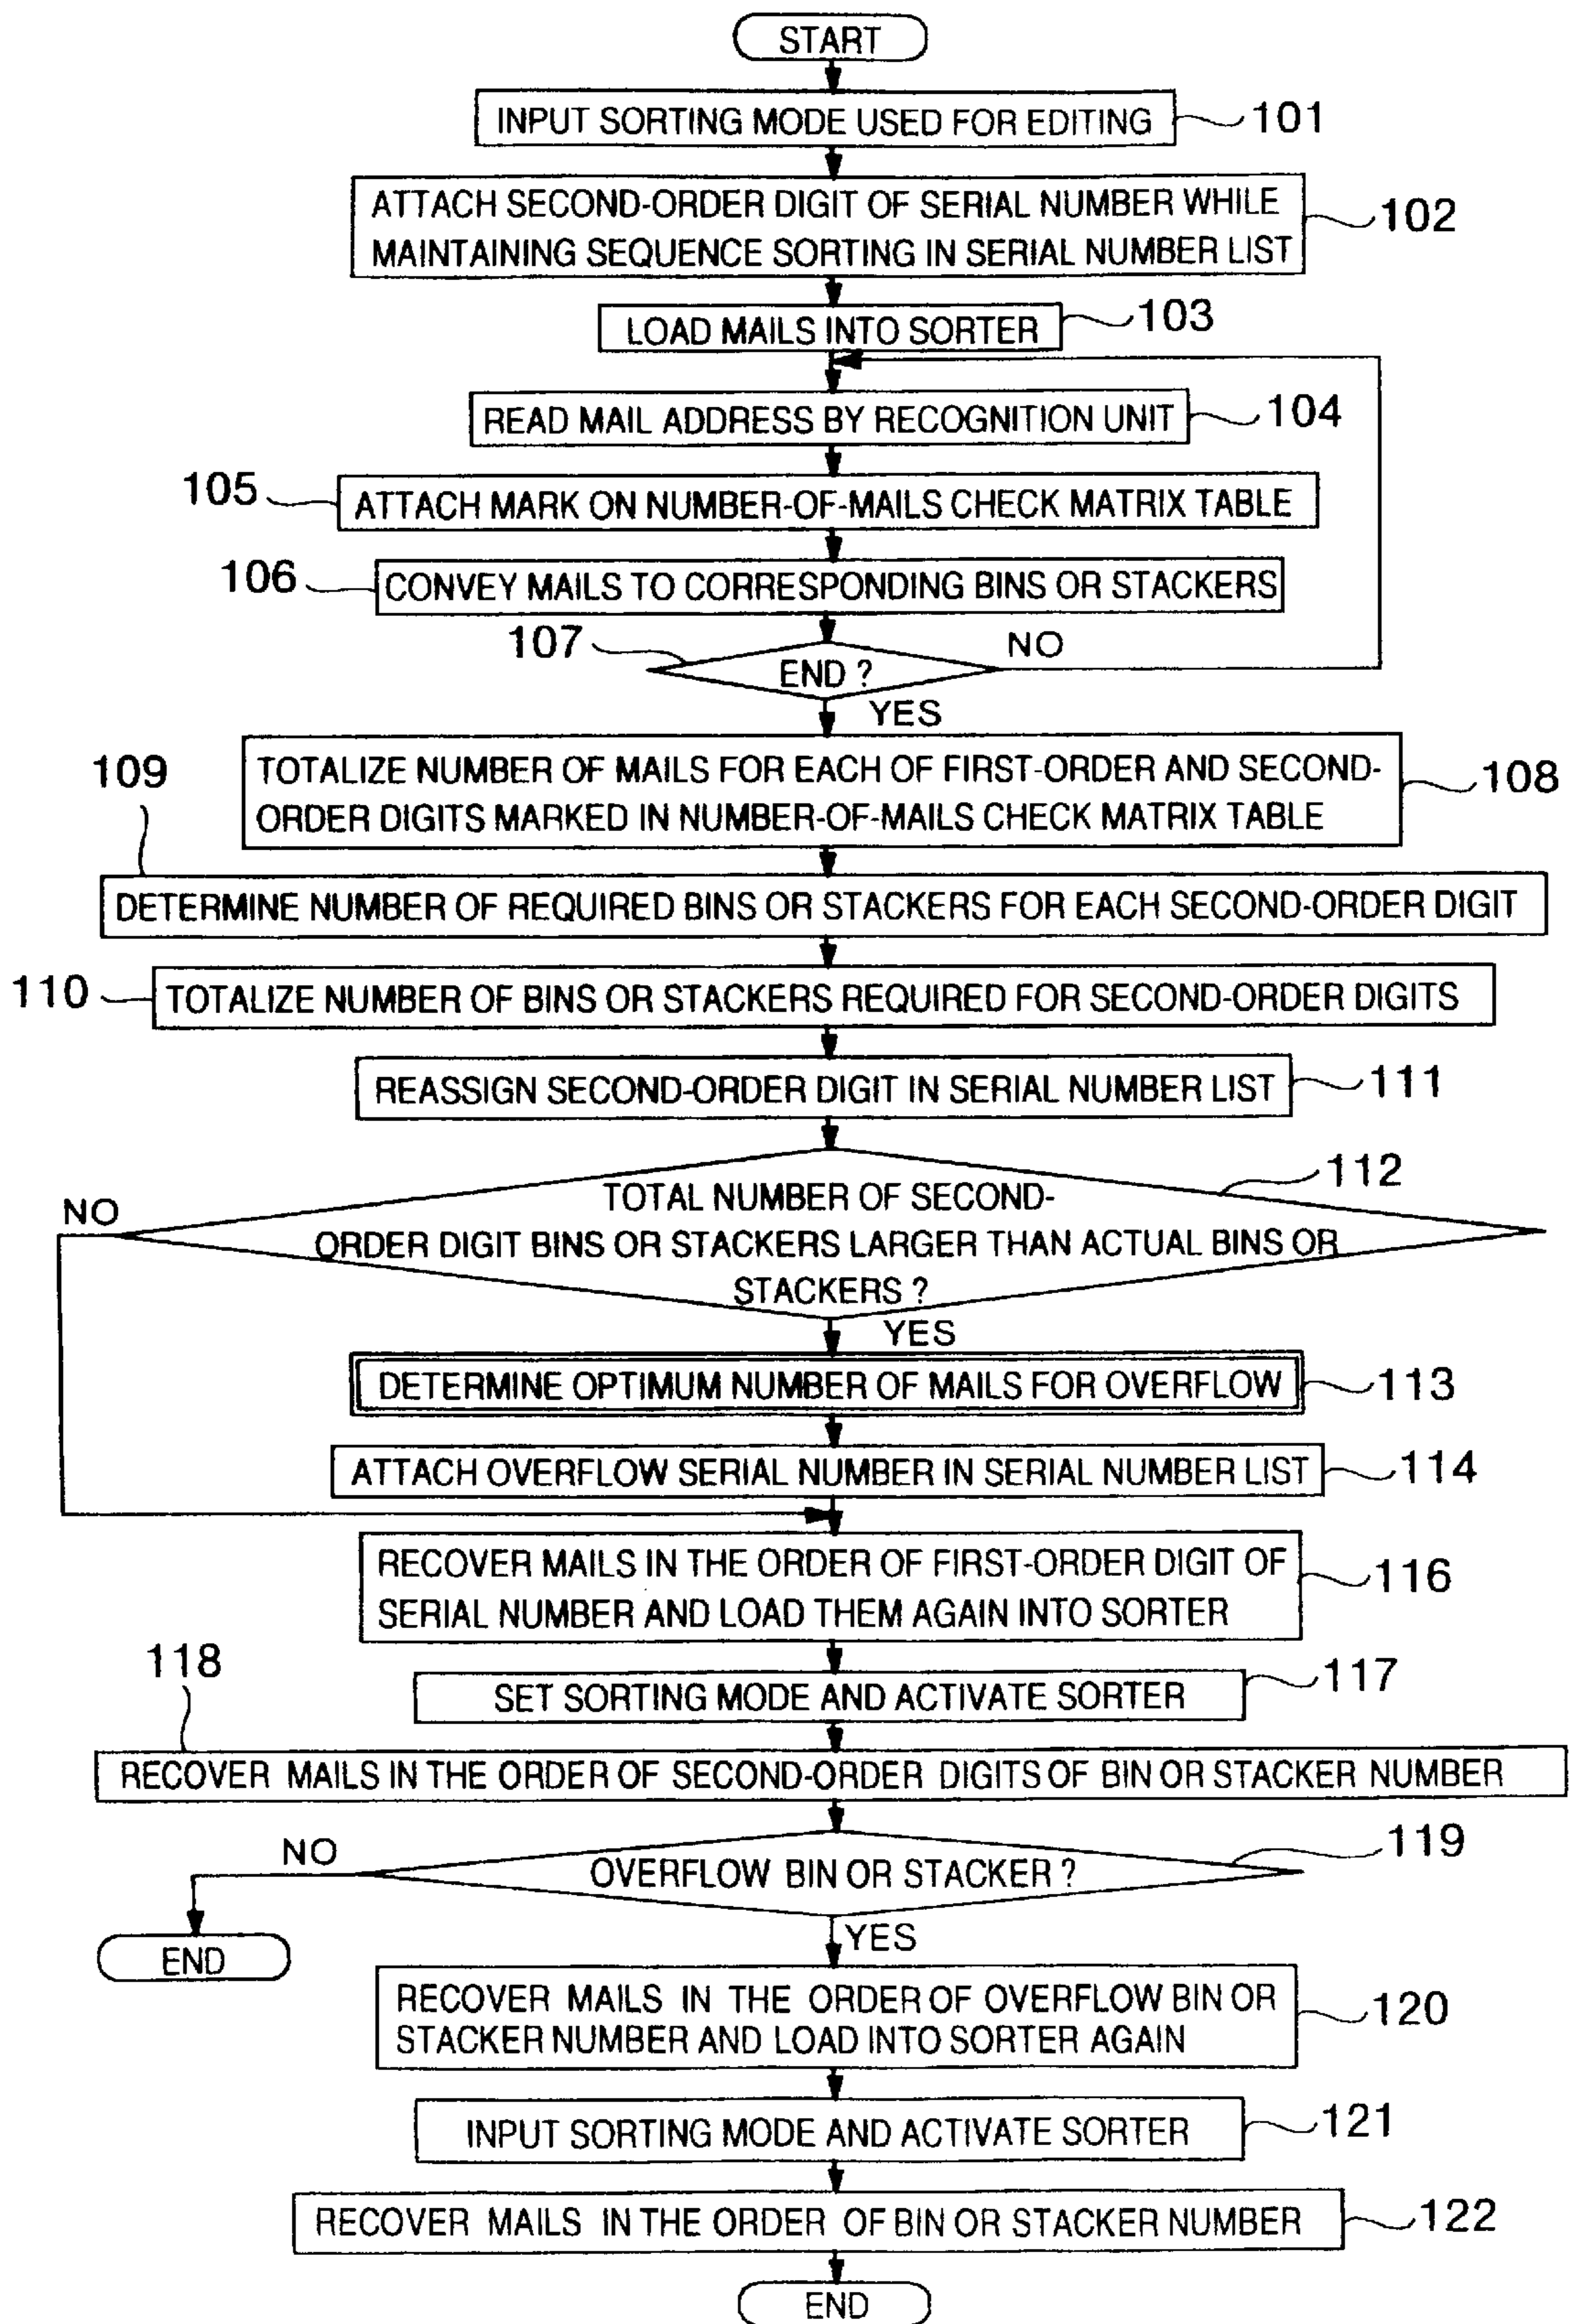 START
INPUT SORTING MODE USED FOR EDITING
101
ATTACH SECOND-ORDER DIGIT OF SERIAL NUMBER WHILE
MAINTAINING SEQUENCE SORTING IN SERIAL NUMBER LIST
102
LOAD MAILS INTO SORTER
103
READ MAIL ADDRESS BY RECOGNITION UNIT
104
105
ATTACH MARK ON NUMBER-OF-MAILS CHECK MATRIX TABLE
106
CONVEY MAILS TO CORRESPONDING BINS OR STACKERS
107
END ?
NO
YES
109
TOTALIZE NUMBER OF MAILS FOR EACH OF FIRST-ORDER AND SECOND-
ORDER DIGITS MARKED IN NUMBER-OF-MAILS CHECK MATRIX TABLE
108
DETERMINE NUMBER OF REQUIRED BINS OR STACKERS FOR EACH SECOND-ORDER DIGIT
110
TOTALIZE NUMBER OF BINS OR STACKERS REQUIRED FOR SECOND-ORDER DIGITS
REASSIGN SECOND-ORDER DIGIT IN SERIAL NUMBER LIST
111
112
NO
TOTAL NUMBER OF SECOND-
ORDER DIGIT BINS OR STACKERS LARGER THAN ACTUAL BINS OR
STACKERS ?
YES
DETERMINE OPTIMUM NUMBER OF MAILS FOR OVERFLOW
113
ATTACH OVERFLOW SERIAL NUMBER IN SERIAL NUMBER LIST
114
RECOVER MAILS IN THE ORDER OF FIRST-ORDER DIGIT OF
SERIAL NUMBER AND LOAD THEM AGAIN INTO SORTER
116
118
SET SORTING MODE AND ACTIVATE SORTER
117
RECOVER MAILS IN THE ORDER OF SECOND-ORDER DIGITS OF BIN OR STACKER NUMBER
NO
OVERFLOW BIN OR STACKER ?
119
YES
END
RECOVER MAILS IN THE ORDER OF OVERFLOW BIN OR
STACKER NUMBER AND LOAD INTO SORTER AGAIN
120
INPUT SORTING MODE AND ACTIVATE SORTER
121
RECOVER MAILS IN THE ORDER OF BIN OR STACKER NUMBER
122
END